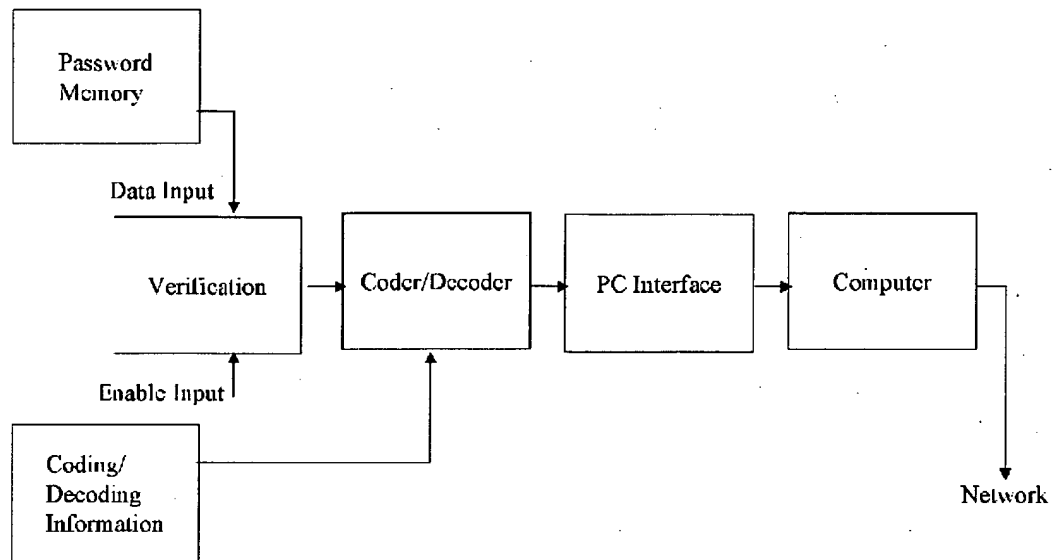 Password
Memory
Data Input
Verification
Coder/Decoder
PC Interface
Computer
Enable Input
Coding/
Decoding
Information
Network